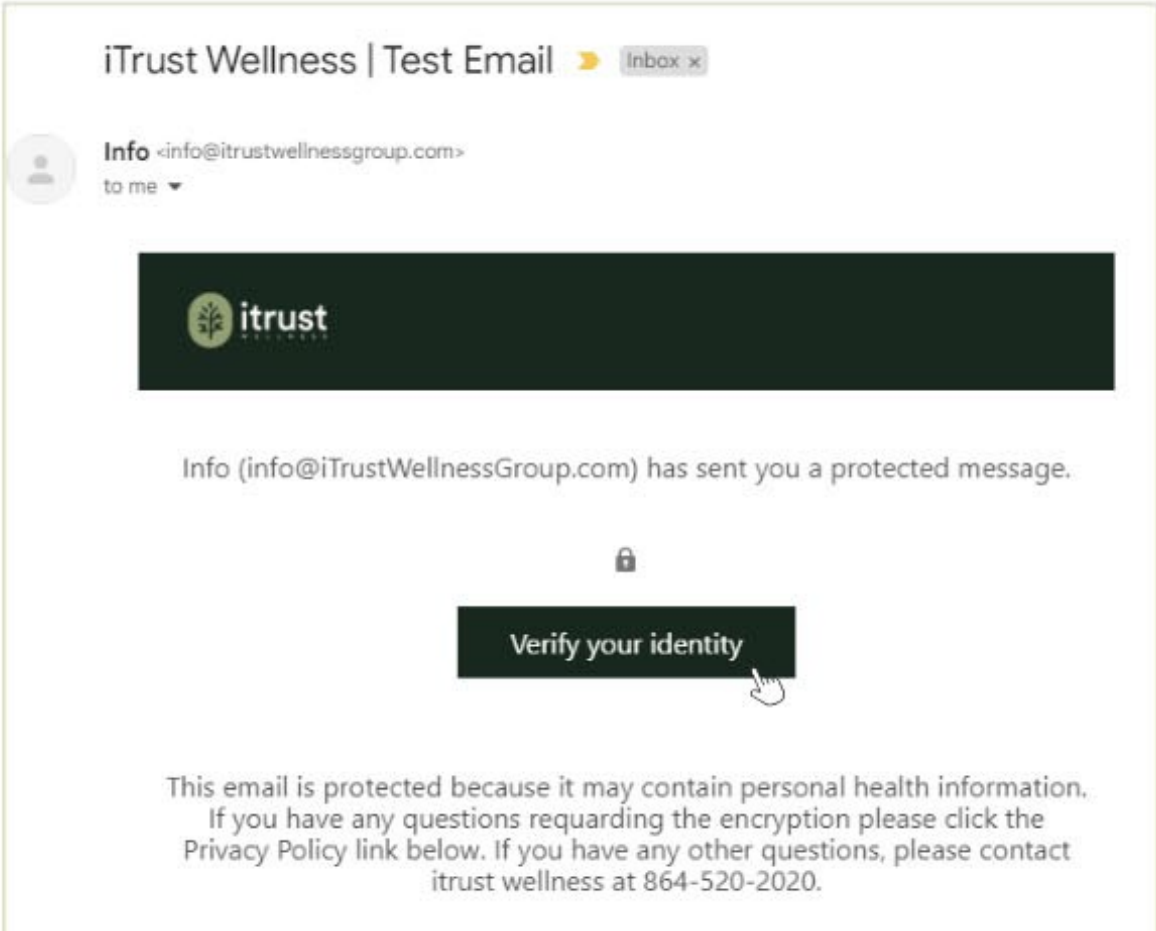 iTrust Wellness | Test Email Inbox x
Info <info@itrustwellnessgroup.com>
to me
itrust
WELLNESS
Info (info@iTrustWellnessGroup.com) has sent you a protected message.
Verify your identity
This email is protected because it may contain personal health information.
If you have any questions requarding the encryption please click the
Privacy Policy link below. If you have any other questions, please contact
itrust wellness at 864-520-2020.